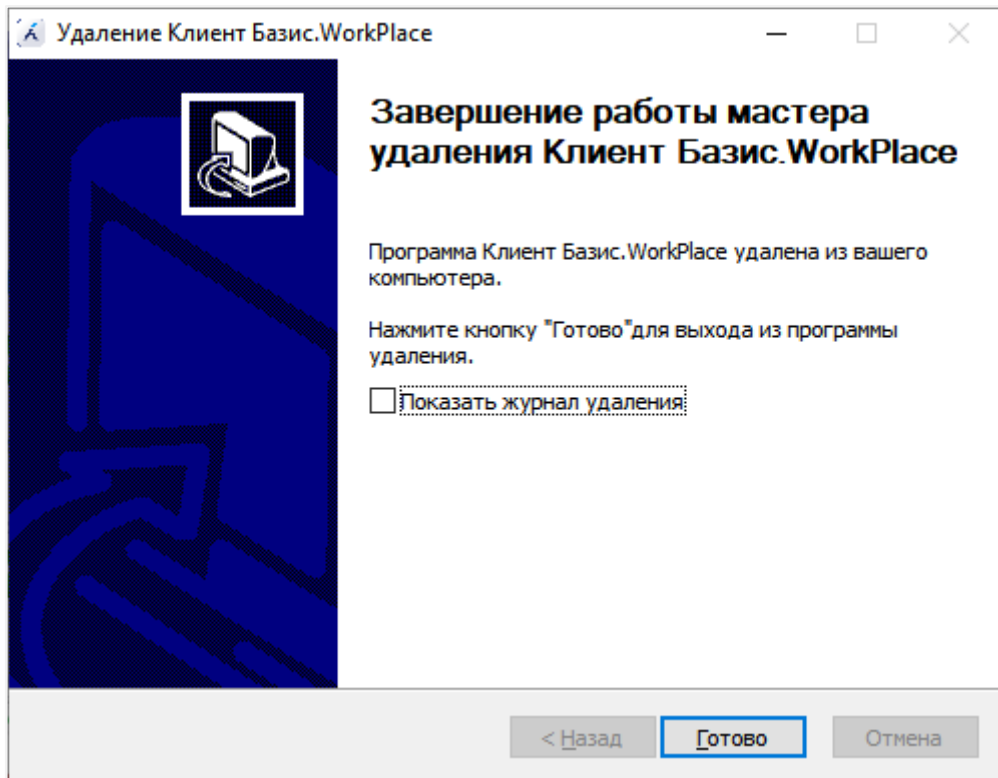 Удаление Клиент Базис.WorkPlace
Завершение работы мастера
удаления Клиент Базис.WorkPlace
Программа Клиент Базис.WorkPlace удалена из вашего
компьютера.
Нажмите кнопку "Готово"для выхода из программы
удаления.
Показать журнал удаления
< Назад
Готово
Отмена